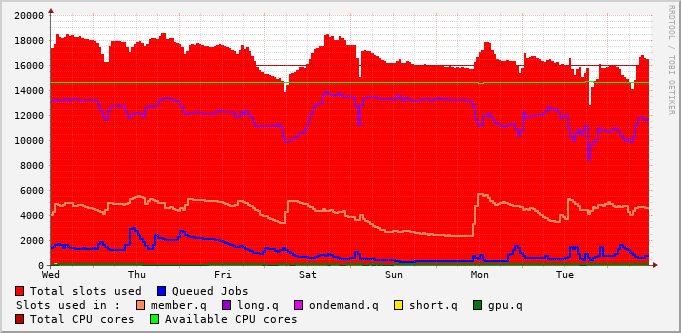 20000
18000
16000
14000
12000
10000
8000
6000
4000
2000
0
Wed Thu Fri Sat Sun Mon Tue
RRDTOOL / TOBI OETIKER
Total slots used Queued Jobs
Slots used in : member.q long.q ondemand.q short.q gpu.q
Total CPU cores Available CPU cores